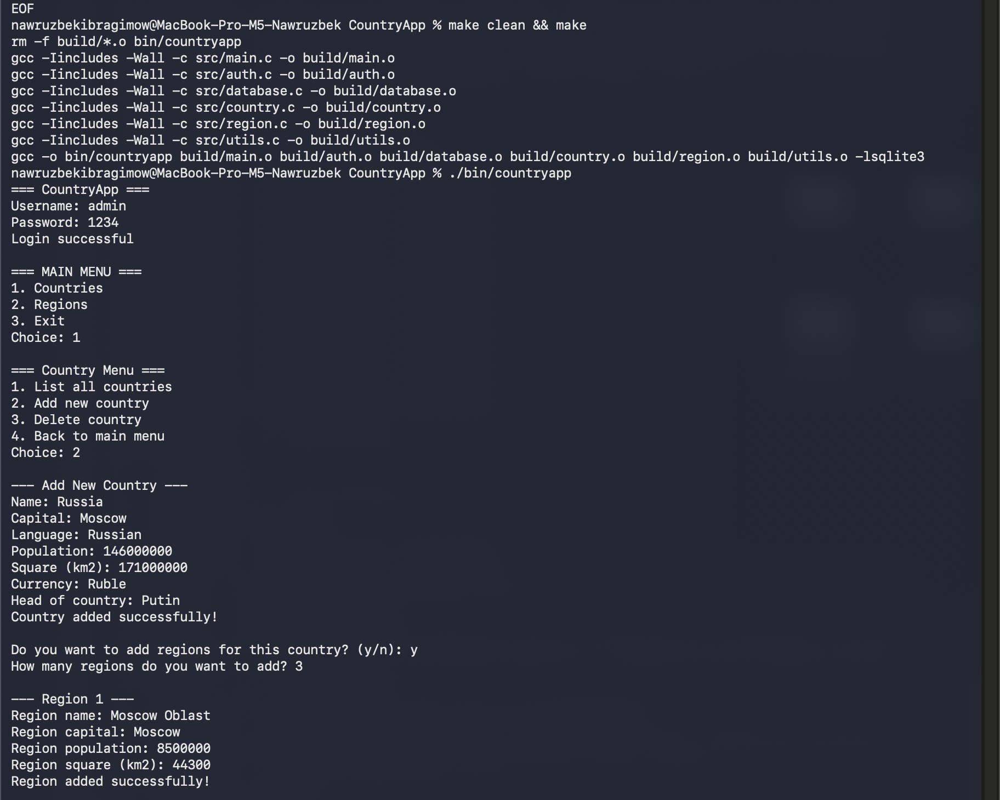 EOF
nawruzbekibragimow@MacBook-Pro-M5-Nawruzbek CountryApp % make clean && make
rm -f build/*.o bin/countryapp
gcc -Iincludes -Wall -c src/main.c -o build/main.o
gcc -Iincludes -Wall -c src/auth.c -o build/auth.o
gcc -Iincludes -Wall -c src/database.c -o build/database.o
gcc -Iincludes -Wall -c src/country.c -o build/country.o
gcc -Iincludes -Wall -c src/region.c -o build/region.o
gcc -Iincludes -Wall -c src/utils.c -o build/utils.o
gcc -o bin/countryapp build/main.o build/auth.o build/database.o build/country.o build/region.o build/utils.o -lsqlite3
nawruzbekibragimow@MacBook-Pro-M5-Nawruzbek CountryApp % ./bin/countryapp
=== CountryApp ===
Username: admin
Password: 1234
Login successful

=== MAIN MENU ===
1. Countries
2. Regions
3. Exit
Choice: 1

=== Country Menu ===
1. List all countries
2. Add new country
3. Delete country
4. Back to main menu
Choice: 2

--- Add New Country ---
Name: Russia
Capital: Moscow
Language: Russian
Population: 146000000
Square (km2): 171000000
Currency: Ruble
Head of country: Putin
Country added successfully!

Do you want to add regions for this country? (y/n): y
How many regions do you want to add? 3

--- Region 1 ---
Region name: Moscow Oblast
Region capital: Moscow
Region population: 8500000
Region square (km2): 44300
Region added successfully!